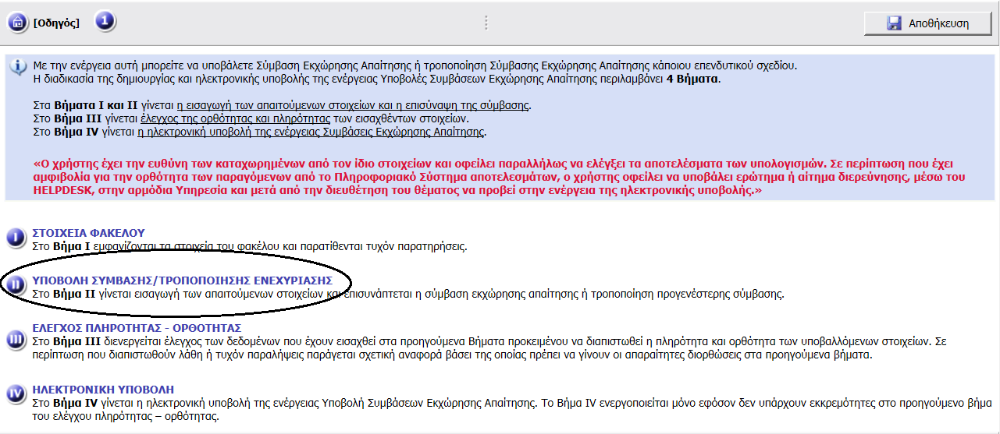 [Οδηγός] 1 Αποθήκευση
Με την ενέργεια αυτή μπορείτε να υποβάλετε Σύμβαση Εκχώρησης Απαίτησης ή τροποποίηση Σύμβασης Εκχώρησης Απαίτησης κάποιου επενδυτικού σχεδίου.
Η διαδικασία της δημιουργίας και ηλεκτρονικής υποβολής της ενέργειας Υποβολές Συμβάσεων Εκχώρησης Απαίτησης περιλαμβάνει 4 Βήματα.
Στα Βήματα I και II γίνεται η εισαγωγή των απαιτούμενων στοιχείων και η επισύναψη της σύμβασης.
Στο Βήμα III γίνεται έλεγχος της ορθότητας και πληρότητας των εισαχθέντων στοιχείων.
Στο Βήμα IV γίνεται η ηλεκτρονική υποβολή της ενέργειας Συμβάσεις Εκχώρησης Απαίτησης.
«Ο χρήστης έχει την ευθύνη των καταχωρημένων από τον ίδιο στοιχείων και οφείλει παραλλήλως να ελέγξει τα αποτελέσματα των υπολογισμών. Σε περίπτωση που έχει
αμφιβολία για την ορθότητα των παραγόμενων από το Πληροφοριακό Σύστημα αποτελεσμάτων, ο χρήστης οφείλει να υποβάλει ερώτημα ή αίτημα διερεύνησης, μέσω του
HELPDESK, στην αρμόδια Υπηρεσία και μετά από την διευθέτηση του θέματος να προβεί στην ενέργεια της ηλεκτρονικής υποβολής.»
I ΣΤΟΙΧΕΙΑ ΦΑΚΕΛΟΥ
Στο Βήμα I εμφανίζονται τα στοιχεία του φακέλου και παρατίθενται τυχόν παρατηρήσεις.
II ΥΠΟΒΟΛΗ ΣΥΜΒΑΣΗΣ/ΤΡΟΠΟΠΟΙΗΣΗΣ ΕΝΕΧΥΡΙΑΣΗΣ
Στο Βήμα II γίνεται εισαγωγή των απαιτούμενων στοιχείων και επισυνάπτεται η σύμβαση εκχώρησης απαίτησης ή τροποποίηση προγενέστερης σύμβασης.
III ΕΛΕΓΧΟΣ ΠΛΗΡΟΤΗΤΑΣ - ΟΡΘΟΤΗΤΑΣ
Στο Βήμα III διενεργείται έλεγχος των δεδομένων που έχουν εισαχθεί στα προηγούμενα Βήματα προκειμένου να διαπιστωθεί η πληρότητα και ορθότητα των υποβαλλόμενων στοιχείων. Σε
περίπτωση που διαπιστωθούν λάθη ή τυχόν παραλήψεις παράγεται σχετική αναφορά βάσει της οποίας πρέπει να γίνουν οι απαραίτητες διορθώσεις στα προηγούμενα βήματα.
IV ΗΛΕΚΤΡΟΝΙΚΗ ΥΠΟΒΟΛΗ
Στο Βήμα IV γίνεται η ηλεκτρονική υποβολή της ενέργειας Υποβολή Συμβάσεων Εκχώρησης Απαίτησης. Το Βήμα IV ενεργοποιείται μόνο εφόσον δεν υπάρχουν εκκρεμότητες στο προηγούμενο βήμα
του ελέγχου πληρότητας – ορθότητας.